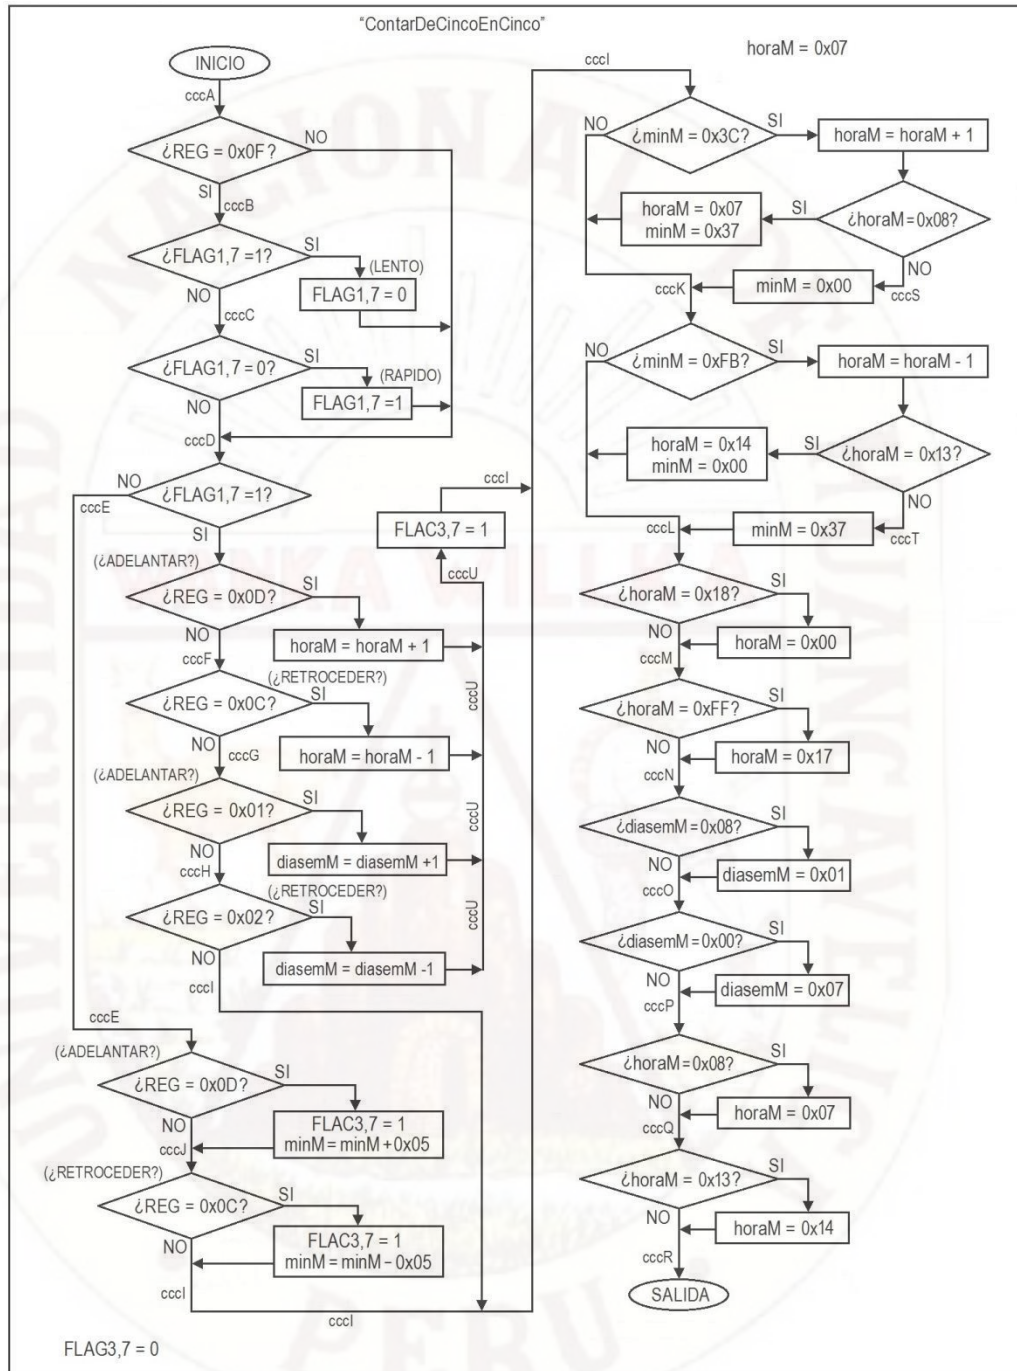 “ContarDeCincoEnCinco”
horaM = 0x07
INICIO
cccA
¿REG = 0x0F?
NO
SI
cccB
¿FLAG1,7 =1?
SI
(LENTO)
FLAG1,7 = 0
NO
cccC
¿FLAG1,7 = 0?
SI
(RAPIDO)
FLAG1,7 =1
NO
cccD
¿FLAG1,7 =1?
NO
cccE
SI
(¿ADELANTAR?)
¿REG = 0x0D?
SI
horaM = horaM + 1
NO
cccF
(¿RETROCEDER?)
¿REG = 0x0C?
SI
horaM = horaM - 1
NO
cccG
(¿ADELANTAR?)
¿REG = 0x01?
SI
diasemM = diasemM +1
NO
cccH
(¿RETROCEDER?)
¿REG = 0x02?
SI
diasemM = diasemM -1
NO
cccI
cccU
cccU
cccU
cccU
FLAC3,7 = 1
cccI
cccE
(¿ADELANTAR?)
¿REG = 0x0D?
SI
FLAC3,7 = 1
minM = minM + 0x05
NO
cccJ
(¿RETROCEDER?)
¿REG = 0x0C?
SI
FLAC3,7 = 1
minM = minM – 0x05
NO
cccI
cccI
FLAG3,7 = 0
cccI
¿minM = 0x3C?
NO
SI
horaM = horaM + 1
¿horaM = 0x08?
SI
horaM = 0x07
minM = 0x37
NO
cccS
minM = 0x00
cccK
¿minM = 0xFB?
NO
SI
horaM = horaM - 1
¿horaM = 0x13?
SI
horaM = 0x14
minM = 0x00
NO
cccT
minM = 0x37
cccL
¿horaM = 0x18?
SI
horaM = 0x00
NO
cccM
¿horaM = 0xFF?
SI
horaM = 0x17
NO
cccN
¿diasemM = 0x08?
SI
diasemM = 0x01
NO
cccO
¿diasemM = 0x00?
SI
diasemM = 0x07
NO
cccP
¿horaM = 0x08?
SI
horaM = 0x07
NO
cccQ
¿horaM = 0x13?
SI
horaM = 0x14
NO
cccR
SALIDA
UNIVERSIDAD NACIONAL DE HUANCAVELICA
WANKA WILLKA
PERU